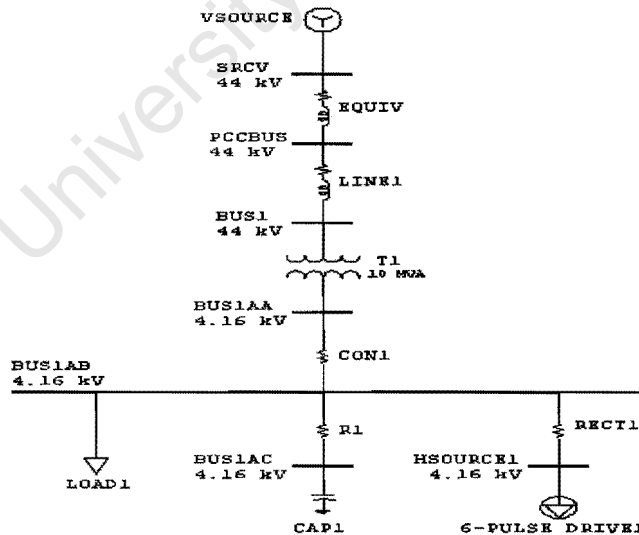 VSOURCE
SRCV
44 kV
EQUIV
PCCBUS
44 kV
LINE1
BUS1
44 kV
T1
10 MVA
BUS1AA
4.16 kV
CON1
BUS1AB
4.16 kV
R1
RECT1
BUS1AC
4.16 kV
HSOURCE1
4.16 kV
LOAD1
CAP1
6-PULSE DRIVE1
University